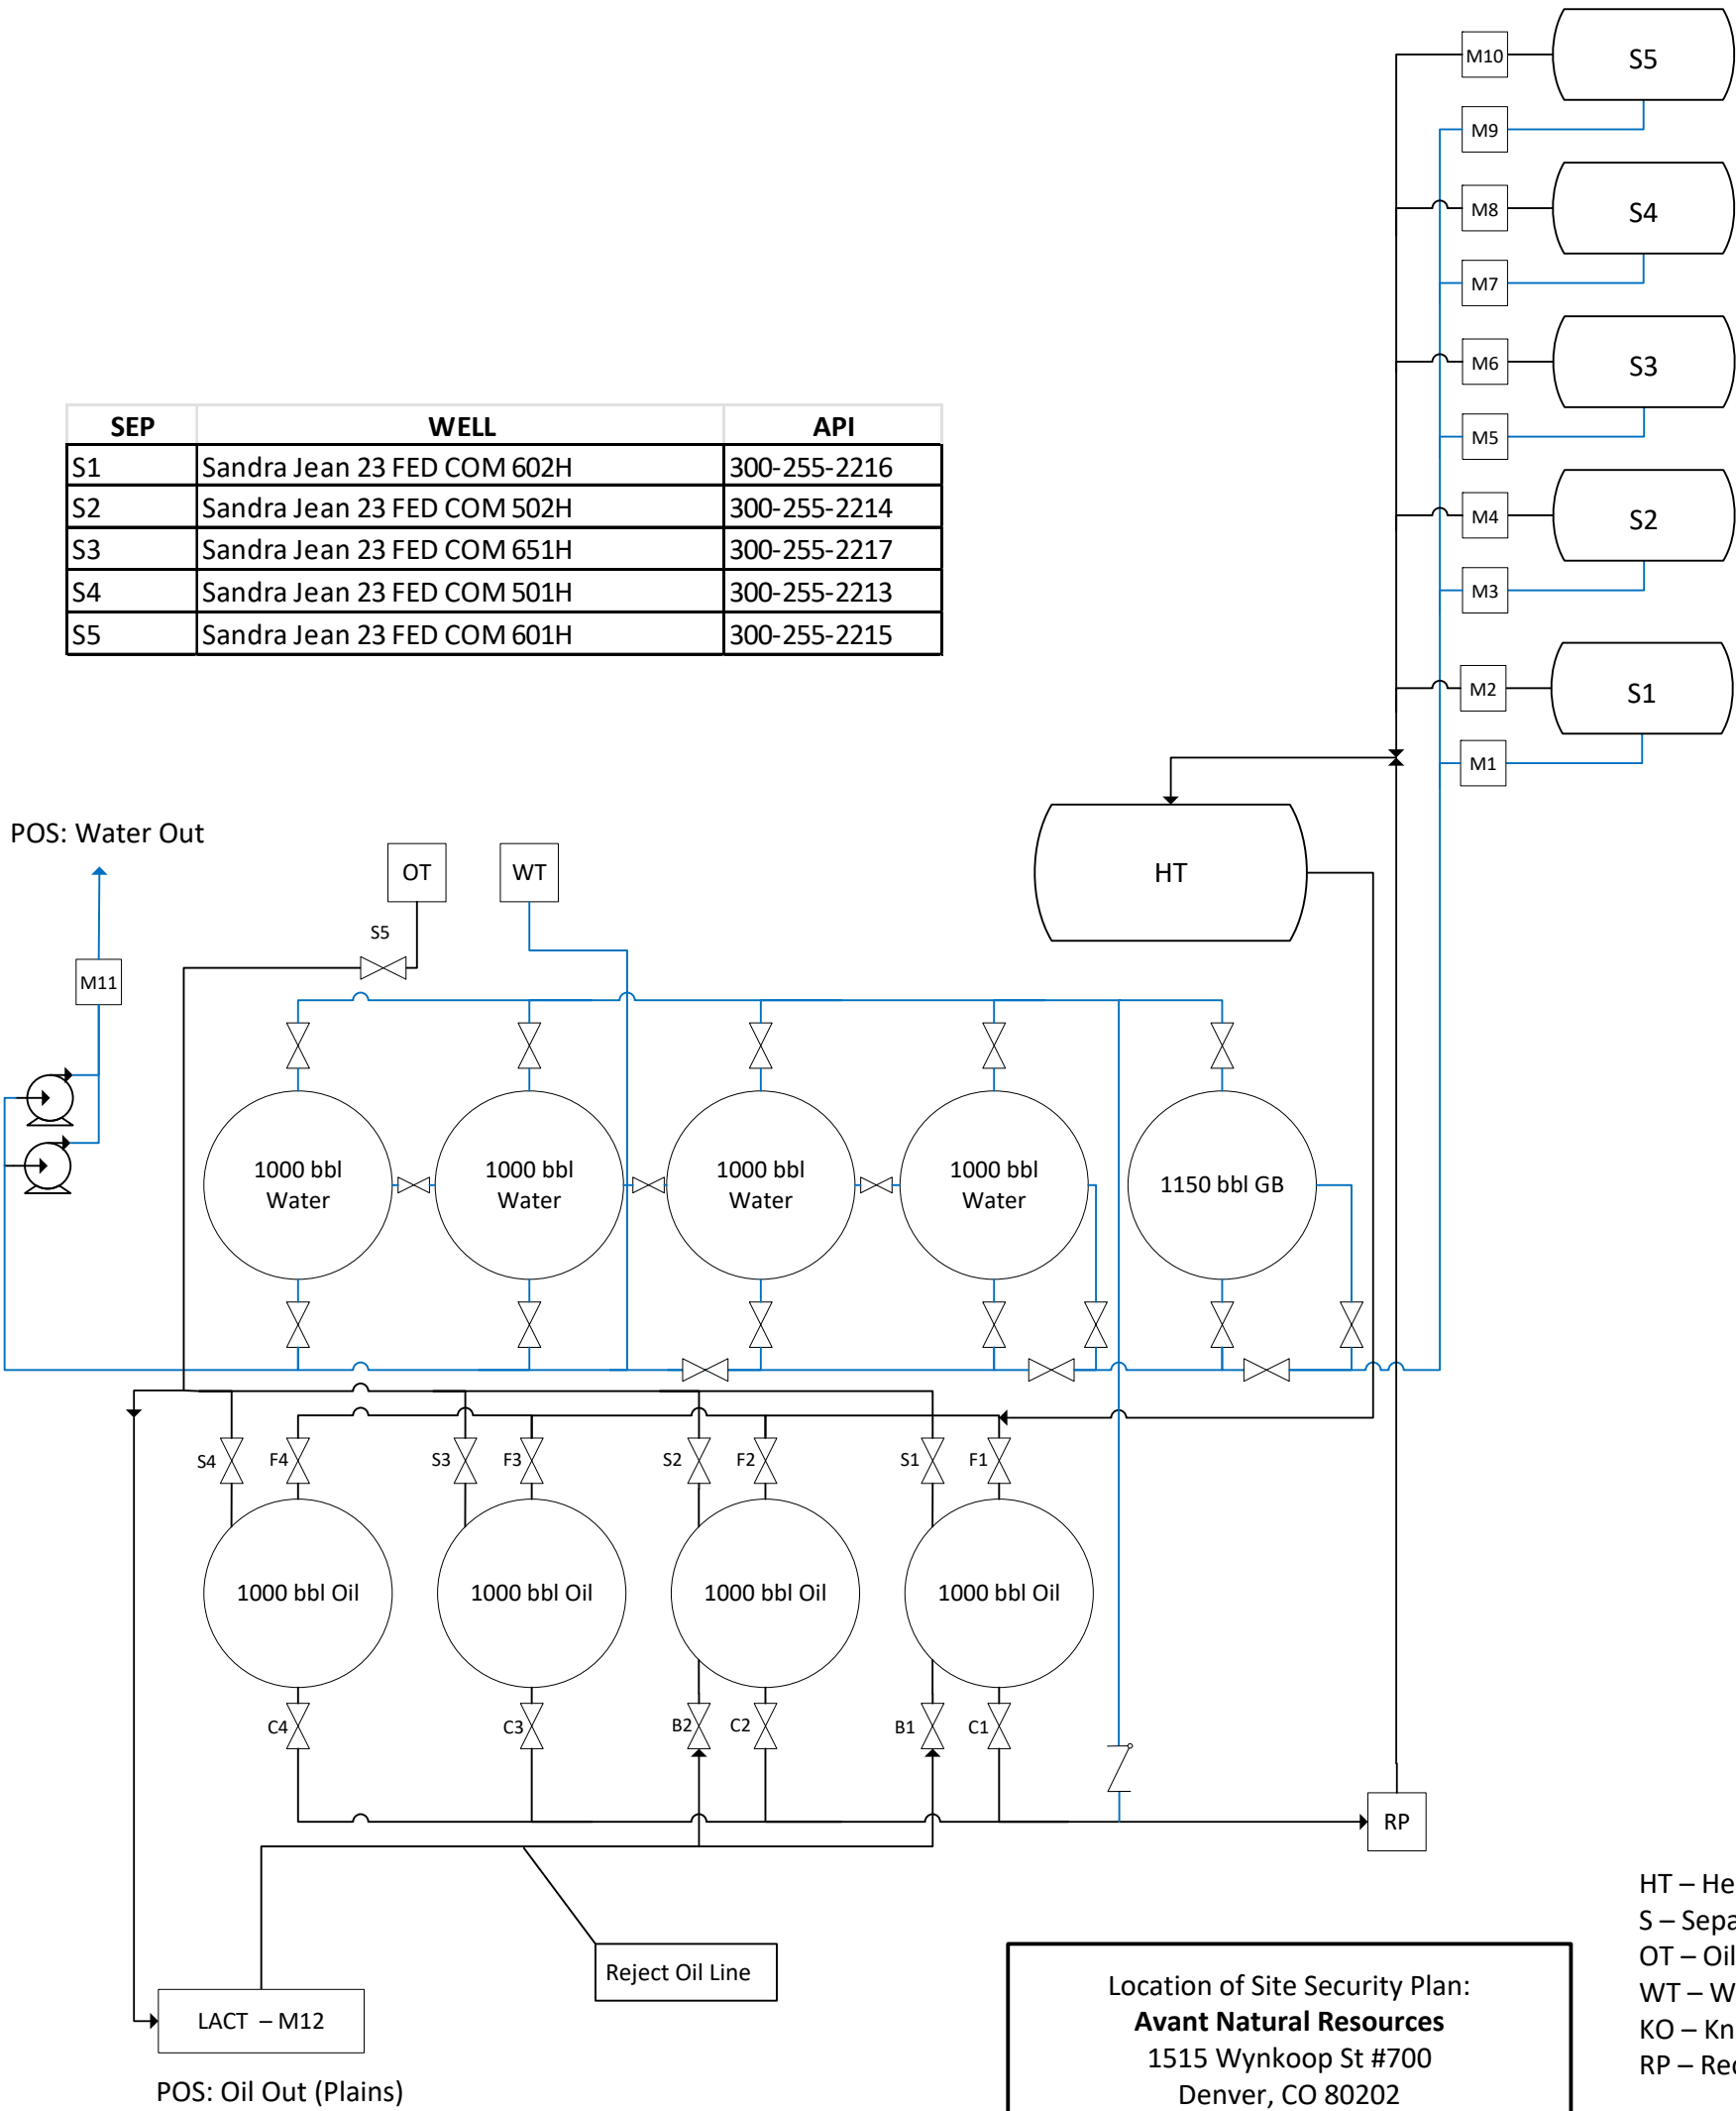 M10
S5
M9
M8
S4
M7
M6
S3
M5
SEP WELL API
S1 Sandra Jean 23 FED COM 602H 300-255-2216
S2 Sandra Jean 23 FED COM 502H 300-255-2214
S3 Sandra Jean 23 FED COM 651H 300-255-2217
S4 Sandra Jean 23 FED COM 501H 300-255-2213
S5 Sandra Jean 23 FED COM 601H 300-255-2215
M4
S2
M3
M2
S1
M1
POS: Water Out
OT
WT
HT
S5
M11
1000 bbl
Water
1000 bbl
Water
1000 bbl
Water
1000 bbl
Water
1150 bbl GB
S4
F4
S3
F3
S2
F2
S1
F1
1000 bbl Oil
1000 bbl Oil
1000 bbl Oil
1000 bbl Oil
C4
C3
B2
C2
B1
C1
RP
Reject Oil Line
LACT – M12
POS: Oil Out (Plains)
Location of Site Security Plan:
Avant Natural Resources
1515 Wynkoop St #700
Denver, CO 80202
HT –
S –
OT – Oil
WT –
KO –
RP –